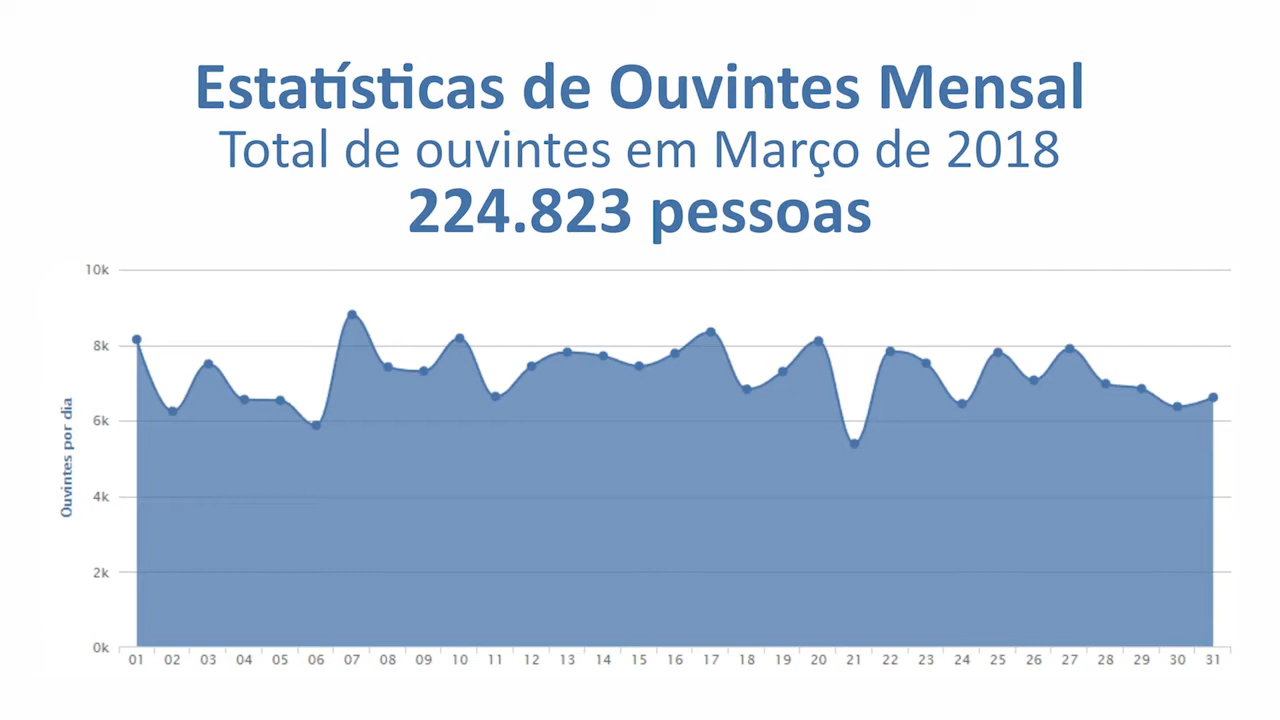 Estatísticas de Ouvintes Mensal
Total de ouvintes em Março de 2018
224.823 pessoas
10k
8k
6k
4k
2k
0k
Ouvintes por dia
01 02 03 04 05 06 07 08 09 10 11 12 13 14 15 16 17 18 19 20 21 22 23 24 25 26 27 28 29 30 31